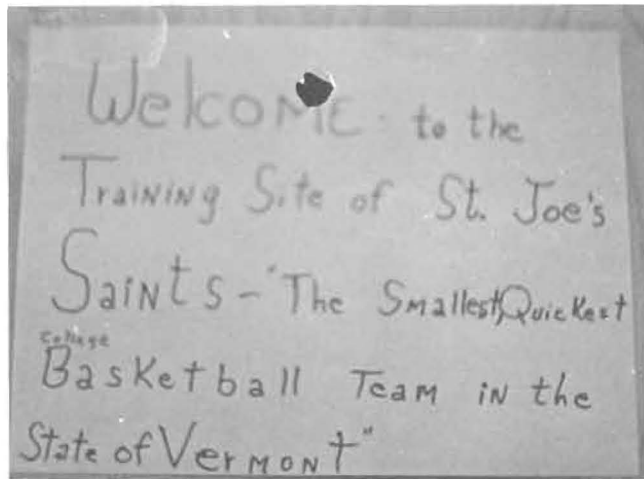 Welcome to the
Training Site of St. Joe's
Saints - "The Smallest, Quickest
College
Basketball Team in the
State of Vermont"